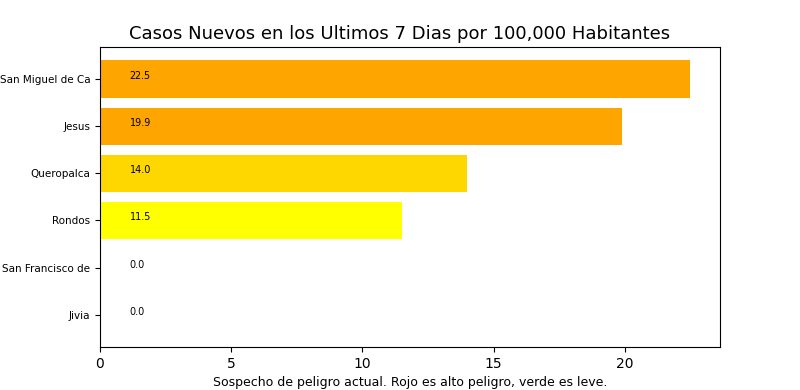 Casos Nuevos en los Ultimos 7 Dias por 100,000 Habitantes
San Miguel de Ca 22.5
Jesus 19.9
Queropalca 14.0
Rondos 11.5
San Francisco de 0.0
Jivia 0.0
0 5 10 15 20
Sospecho de peligro actual. Rojo es alto peligro, verde es leve.